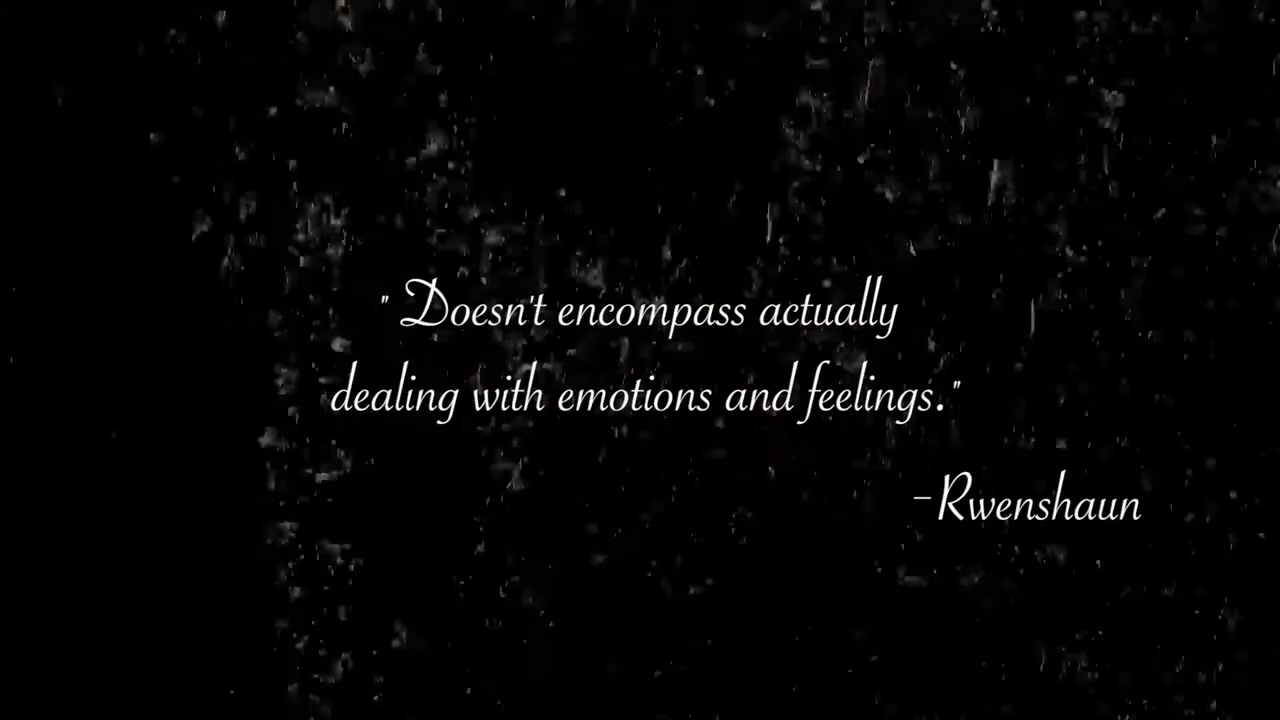 " Doesn't encompass actually
dealing with emotions and feelings."
-Rwenshaun